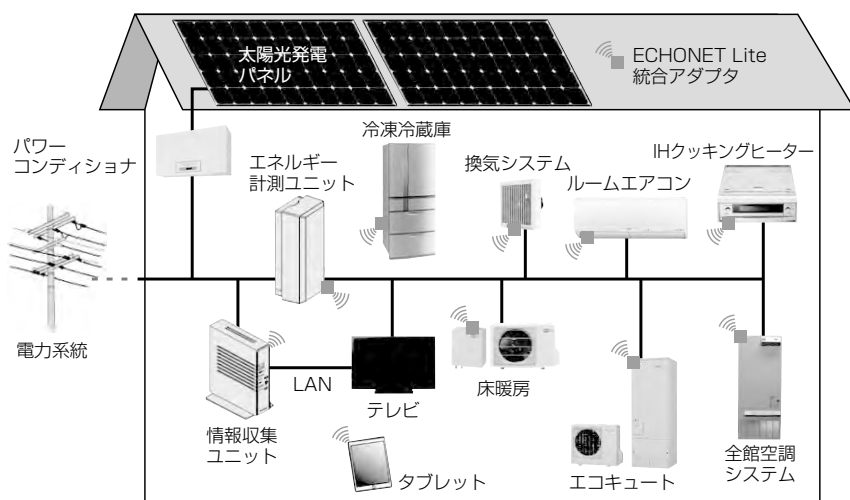 太陽光発電
パネル
ECHONET Lite
統合アダプタ
パワー
コンディショナ
エネルギー
計測ユニット
冷凍冷蔵庫
換気システム
ルームエアコン
IHクッキングヒーター
電力系統
LAN
テレビ
床暖房
情報収集
ユニット
タブレット
エコキュート
全館空調
システム